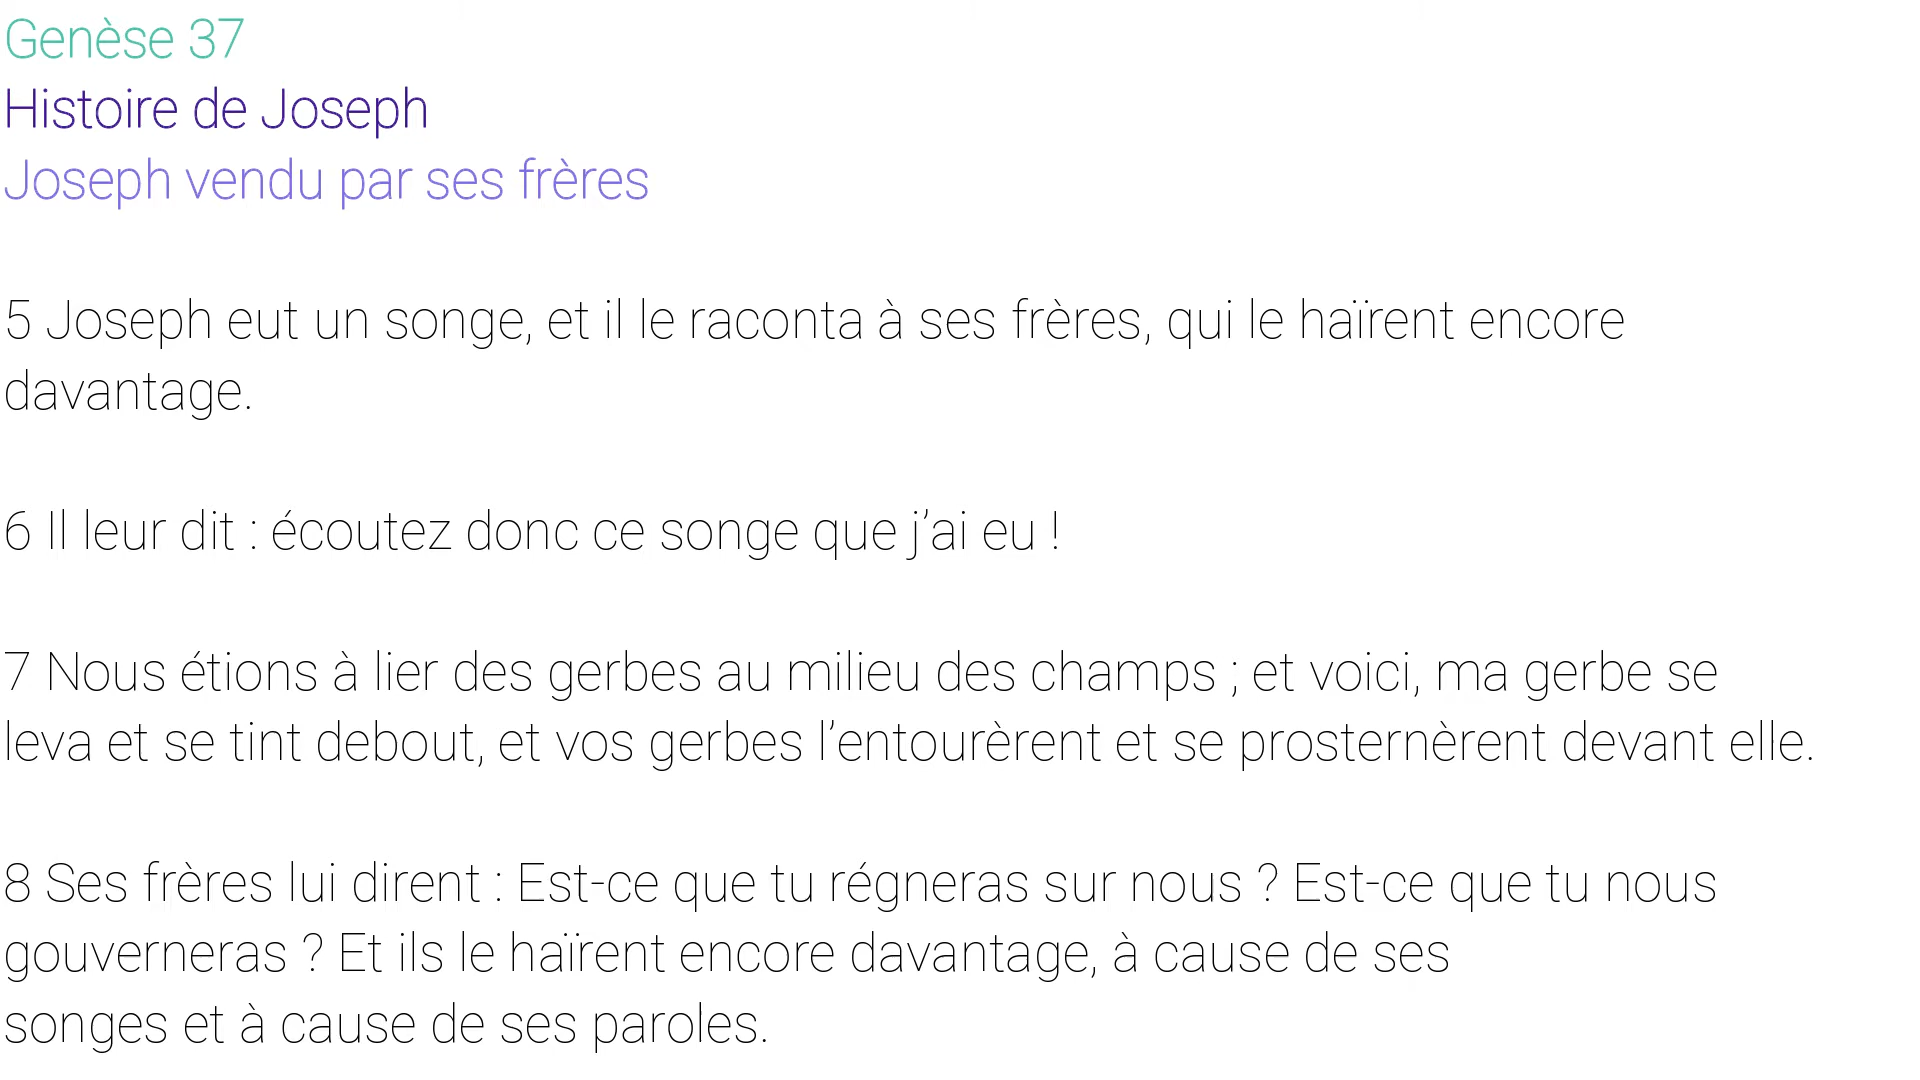 Genèse 37
Histoire de Joseph
Joseph vendu par ses frères
5 Joseph eut un songe, et il le raconta à ses frères, qui le haïrent encore
davantage.
6 Il leur dit : écoutez donc ce songe que j’ai eu !
7 Nous étions à lier des gerbes au milieu des champs ; et voici, ma gerbe se
leva et se tint debout, et vos gerbes l’entourèrent et se prosternèrent devant elle.
8 Ses frères lui dirent : Est-ce que tu régneras sur nous ? Est-ce que tu nous
gouverneras ? Et ils le haïrent encore davantage, à cause de ses
songes et à cause de ses paroles.